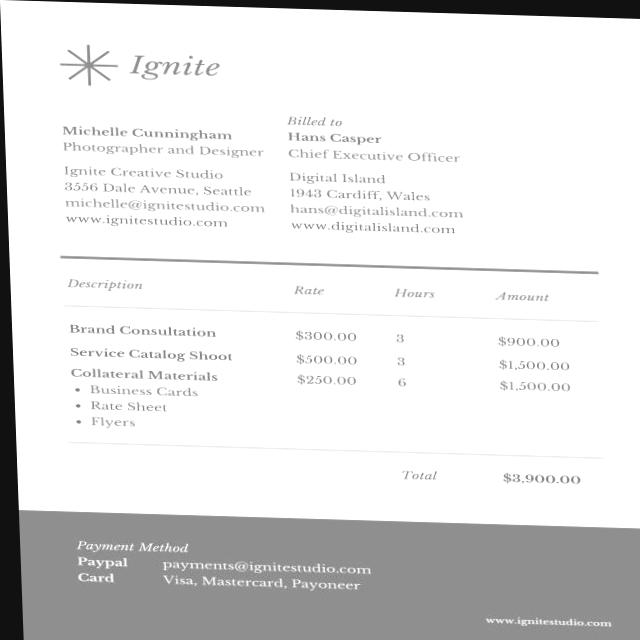 Ignite
Michelle Cunningham
Photographer and Designer
Ignite Creative Studio
3556 Dale Avenue, Seattle
michelle@ignitestudio.com
www.ignitestudio.com
Billed to
Hans Casper
Chief Executive Officer
Digital Island
1943 Cardiff, Wales
hans@digitalisland.com
www.digitalisland.com
Description Rate Hours Amount
Brand Consultation $300.00 3 $900.00
Service Catalog Shoot $500.00 3 $1,500.00
Collateral Materials $250.00 6 $1,500.00
• Business Cards
• Rate Sheet
• Flyers
Total $3,900.00
Payment Method
Paypal payments@ignitestudio.com
Card Visa, Mastercard, Payoneer
www.ignitestudio.com